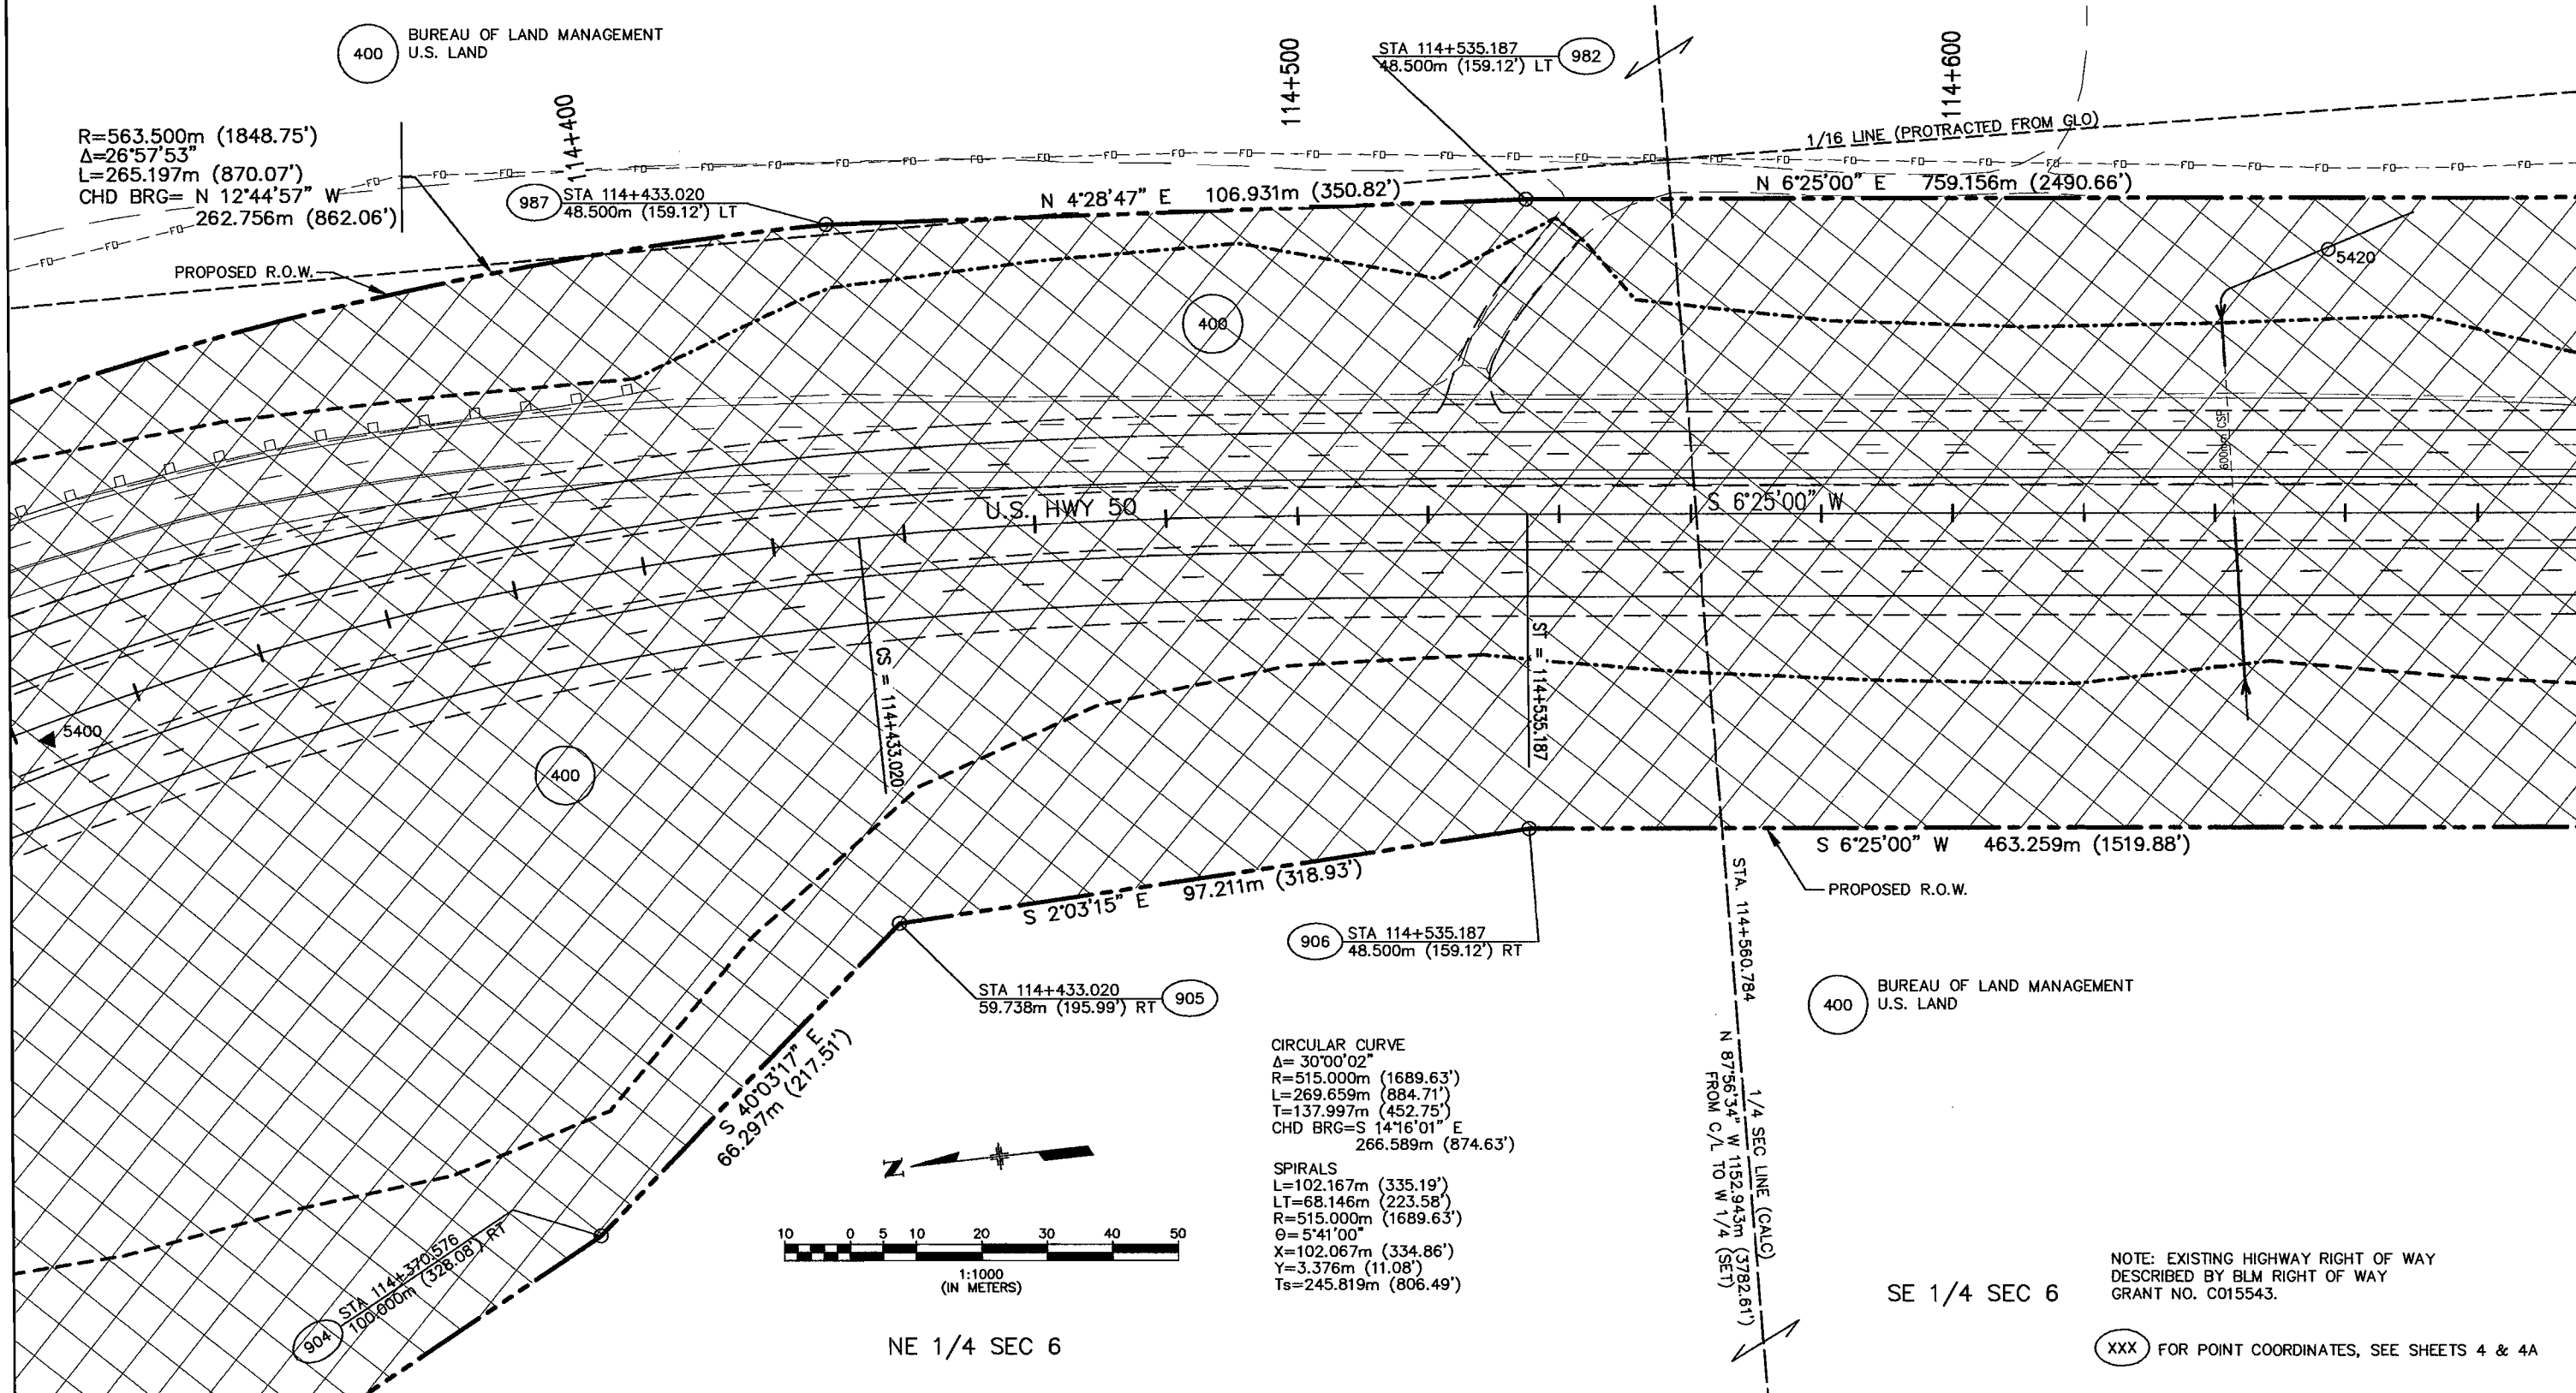 400
BUREAU OF LAND MANAGEMENT
U.S. LAND
R=563.500m (1848.75')
Δ=26°57'53"
L=265.197m (870.07')
CHD BRG= N 12°44'57" W
262.756m (862.06')
114+400
987
STA 114+433.020
48.500m (159.12') LT
114+500
STA 114+535.187
48.500m (159.12') LT
982
114+600
1/16 LINE (PROTRACTED FROM GLO)
FO
N 4°28'47" E 106.931m (350.82')
N 6°25'00" E 759.156m (2490.66')
PROPOSED R.O.W.
5420
400
600mm CSP
U.S. HWY 50
S 6°25'00" W
CS = 114+433.020
ST = 114+535.187
5400
400
S 6°25'00" W 463.259m (1519.88')
PROPOSED R.O.W.
S 2°03'15" E 97.211m (318.93')
906
STA 114+535.187
48.500m (159.12') RT
STA 114+433.020
59.738m (195.99') RT
905
S 40°03'17" E
66.297m (217.51')
904
STA 114+370.576
100.000m (328.08') RT
STA. 114+560.784
N 87°56'34" W 1152.943m (3782.61')
FROM C/L TO W 1/4 (SET)
1/4 SEC LINE (CALC)
400
BUREAU OF LAND MANAGEMENT
U.S. LAND
CIRCULAR CURVE
Δ= 30°00'02"
R=515.000m (1689.63')
L=269.659m (884.71')
T=137.997m (452.75')
CHD BRG=S 14°16'01" E
266.589m (874.63')
SPIRALS
L=102.167m (335.19')
LT=68.146m (223.58')
R=515.000m (1689.63')
Θ=5°41'00"
X=102.067m (334.86')
Y=3.376m (11.08')
Ts=245.819m (806.49')
N
10 0 5 10 20 30 40 50
1:1000
(IN METERS)
NE 1/4 SEC 6
SE 1/4 SEC 6
NOTE: EXISTING HIGHWAY RIGHT OF WAY
DESCRIBED BY BLM RIGHT OF WAY
GRANT NO. C015543.
XXX
FOR POINT COORDINATES, SEE SHEETS 4 & 4A